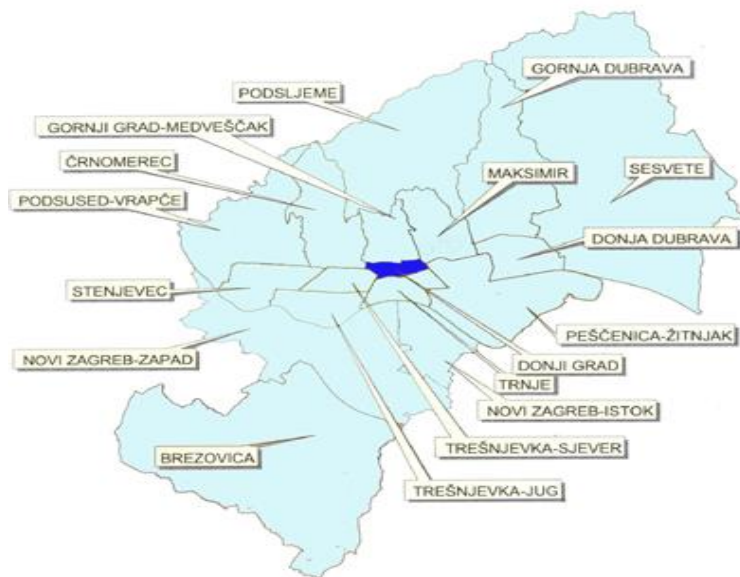 GORNJA DUBRAVA
PODSLJEME
GORNJI GRAD-MEDVEŠČAK
ČRNOMEREC
MAKSIMIR
SESVETE
PODSUSED-VRAPČE
DONJA DUBRAVA
STENJEVEC
PEŠČENICA-ŽITNJAK
NOVI ZAGREB-ZAPAD
DONJI GRAD
TRNJE
NOVI ZAGREB-ISTOK
TREŠNJEVKA-SJEVER
BREZOVICA
TREŠNJEVKA-JUG